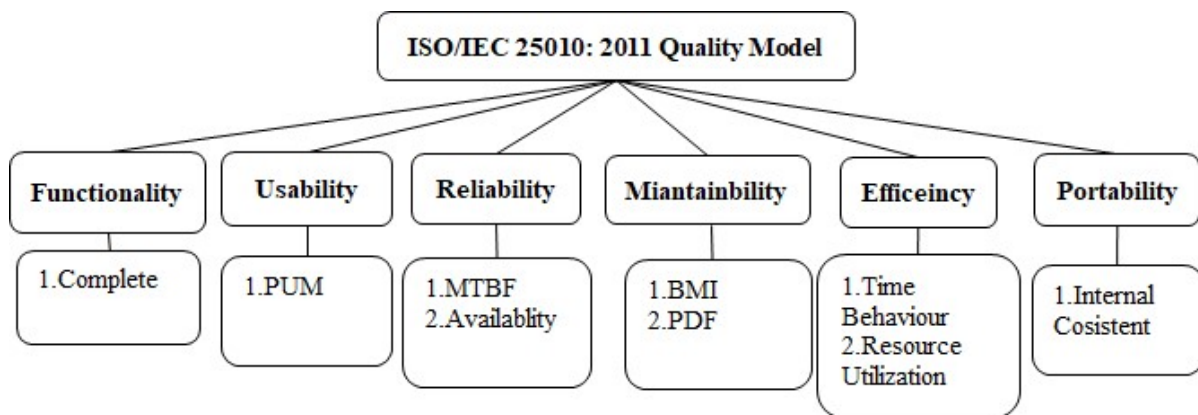 ISO/IEC 25010: 2011 Quality Model
Functionality
Usability
Reliability
Miantainbility
Efficeincy
Portability
1.Complete
1.PUM
1.MTBF
2.Availablity
1.BMI
2.PDF
1.Time
Behaviour
2.Resource
Utilization
1.Internal
Cosistent